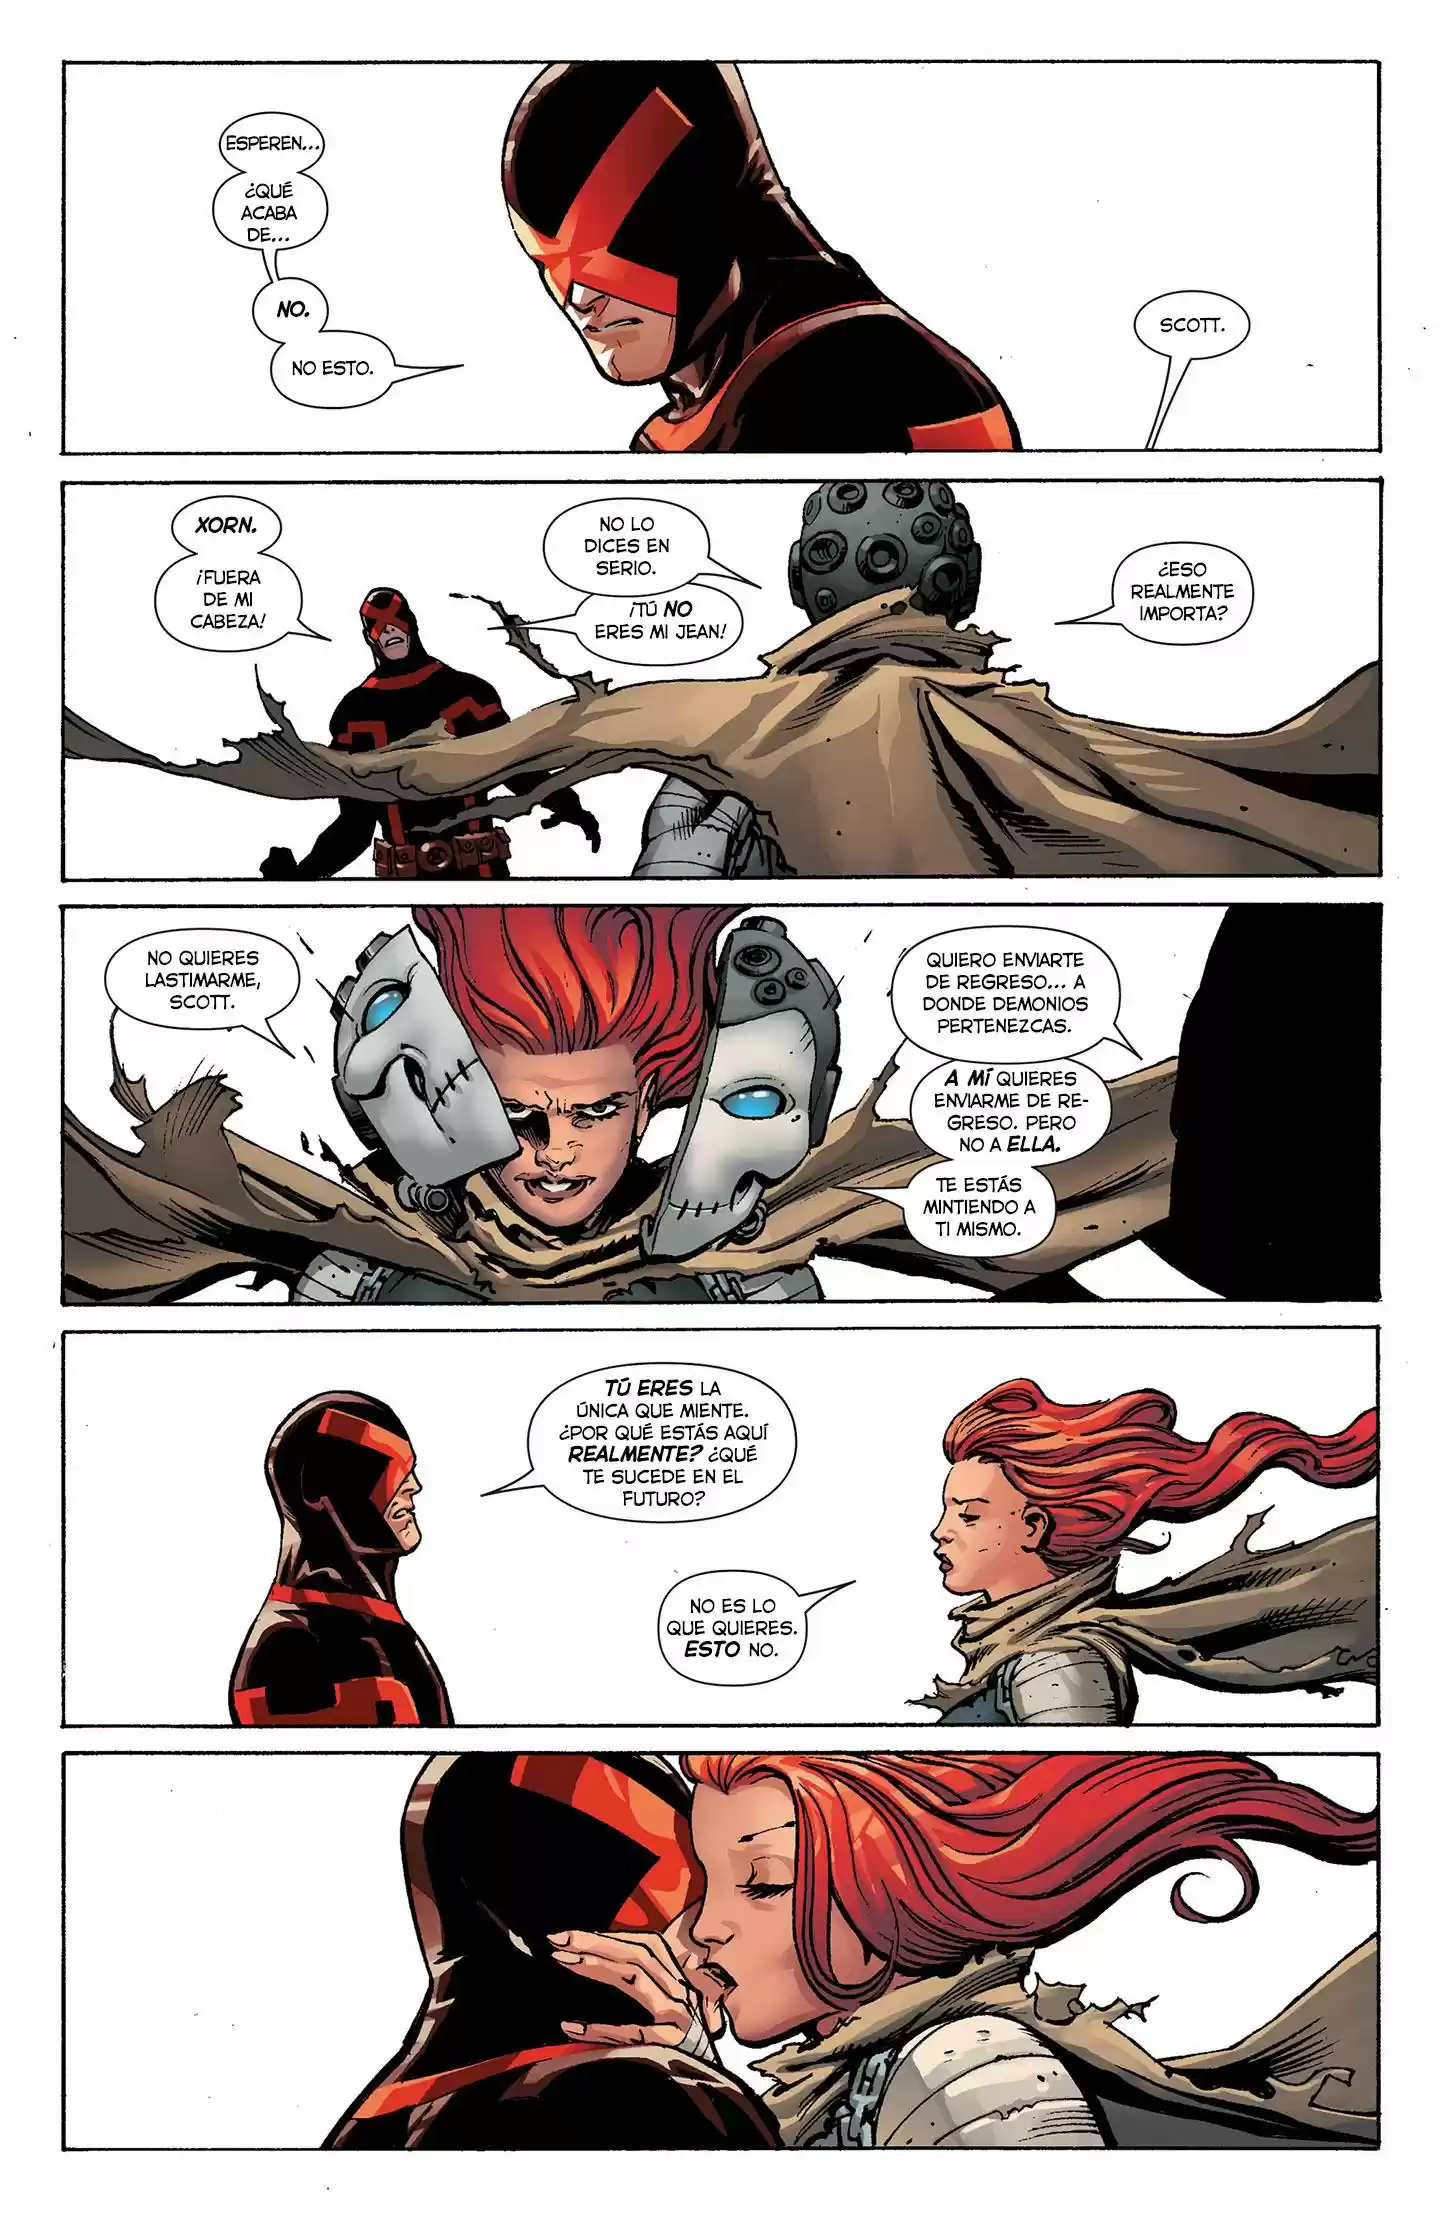 ESPEREN...
¿QUÉ
ACABA
DE...
NO.
NO ESTO.
SCOTT.
XORN.
¡FUERA
DE MI
CABEZA!
NO LO
DICES EN
SERIO.
¡TÚ NO
ERES MI JEAN!
¿ESO
REALMENTE
IMPORTA?
NO QUIERES
LASTIMARME,
SCOTT.
QUIERO ENVIARTE
DE REGRESO... A
DONDE DEMONIOS
PERTENEZCAS.
A MÍ QUIERES
ENVIARME DE RE-
GRESO. PERO
NO A ELLA.
TE ESTÁS
MINTIENDO A
TI MISMO.
TÚ ERES LA
ÚNICA QUE MIENTE.
¿POR QUÉ ESTÁS AQUÍ
REALMENTE? ¿QUÉ
TE SUCEDE EN EL
FUTURO?
NO ES LO
QUE QUIERES.
ESTO NO.